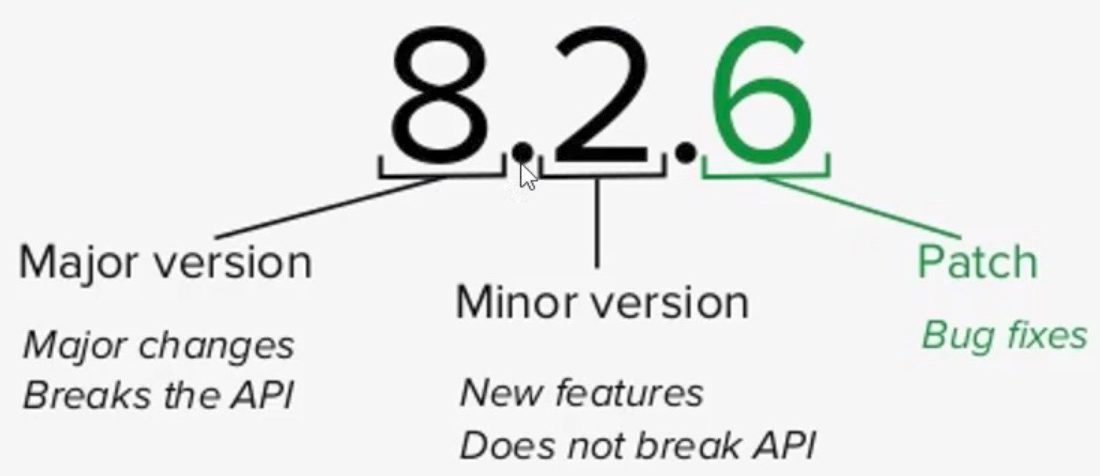 8.2.6
Major version
Major changes
Breaks the API
Minor version
New features
Does not break API
Patch
Bug fixes